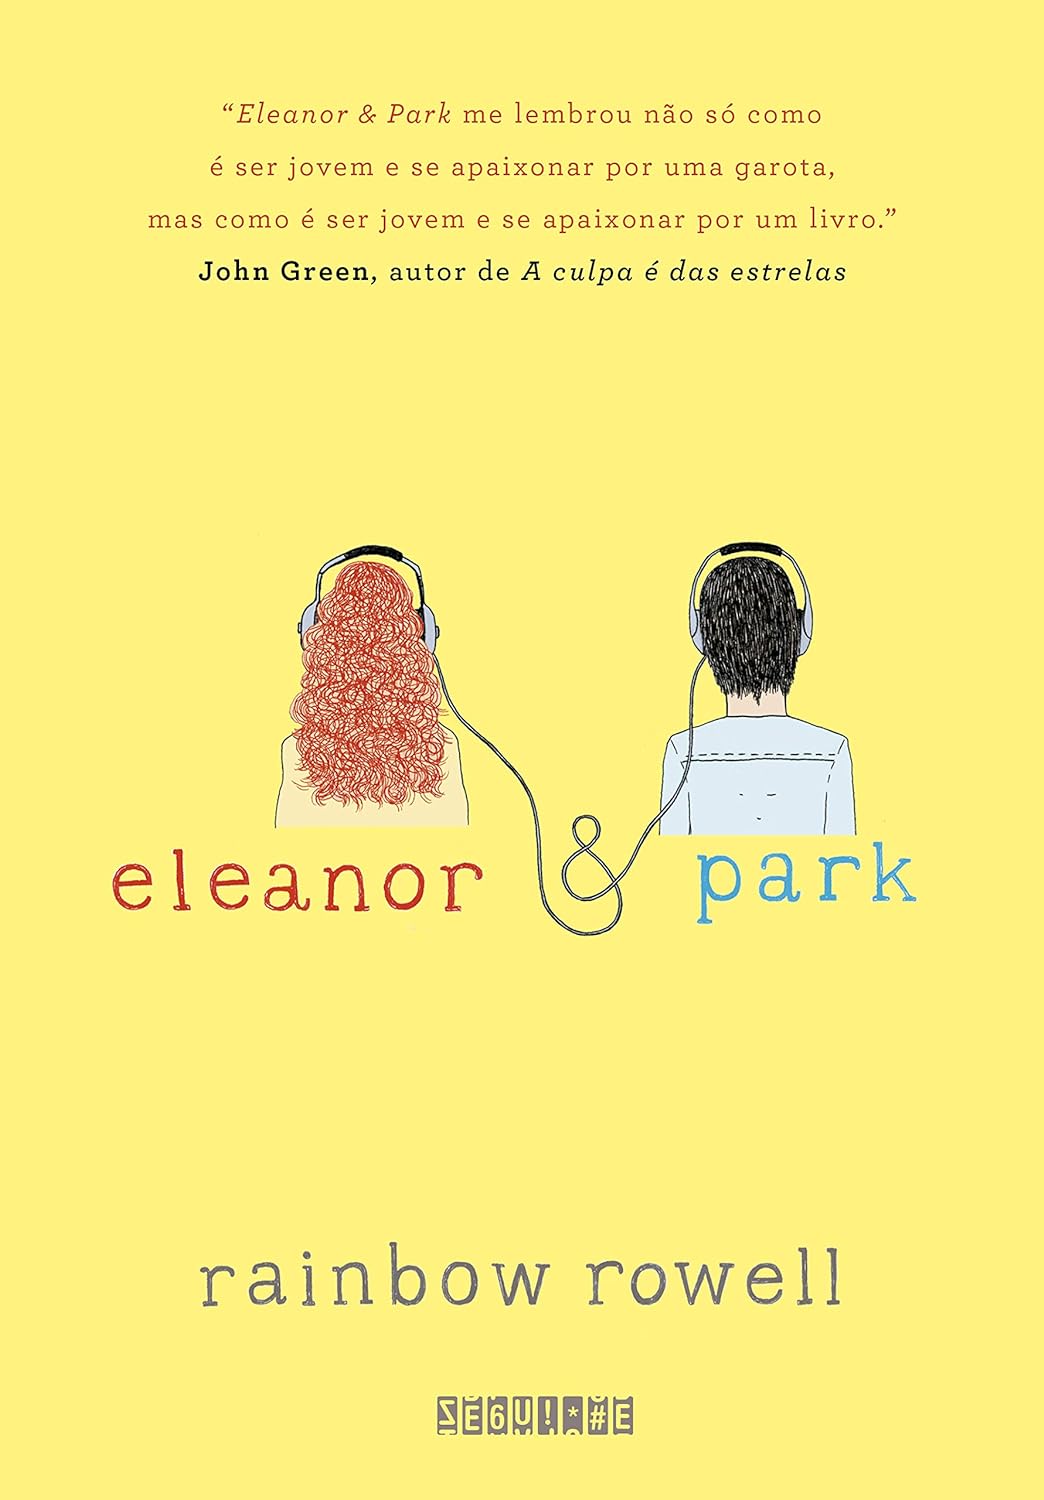 “Eleanor & Park me lembrou não só como
é ser jovem e se apaixonar por uma garota,
mas como é ser jovem e se apaixonar por um livro.”
John Green, autor de A culpa é das estrelas
eleanor & park
rainbow rowell